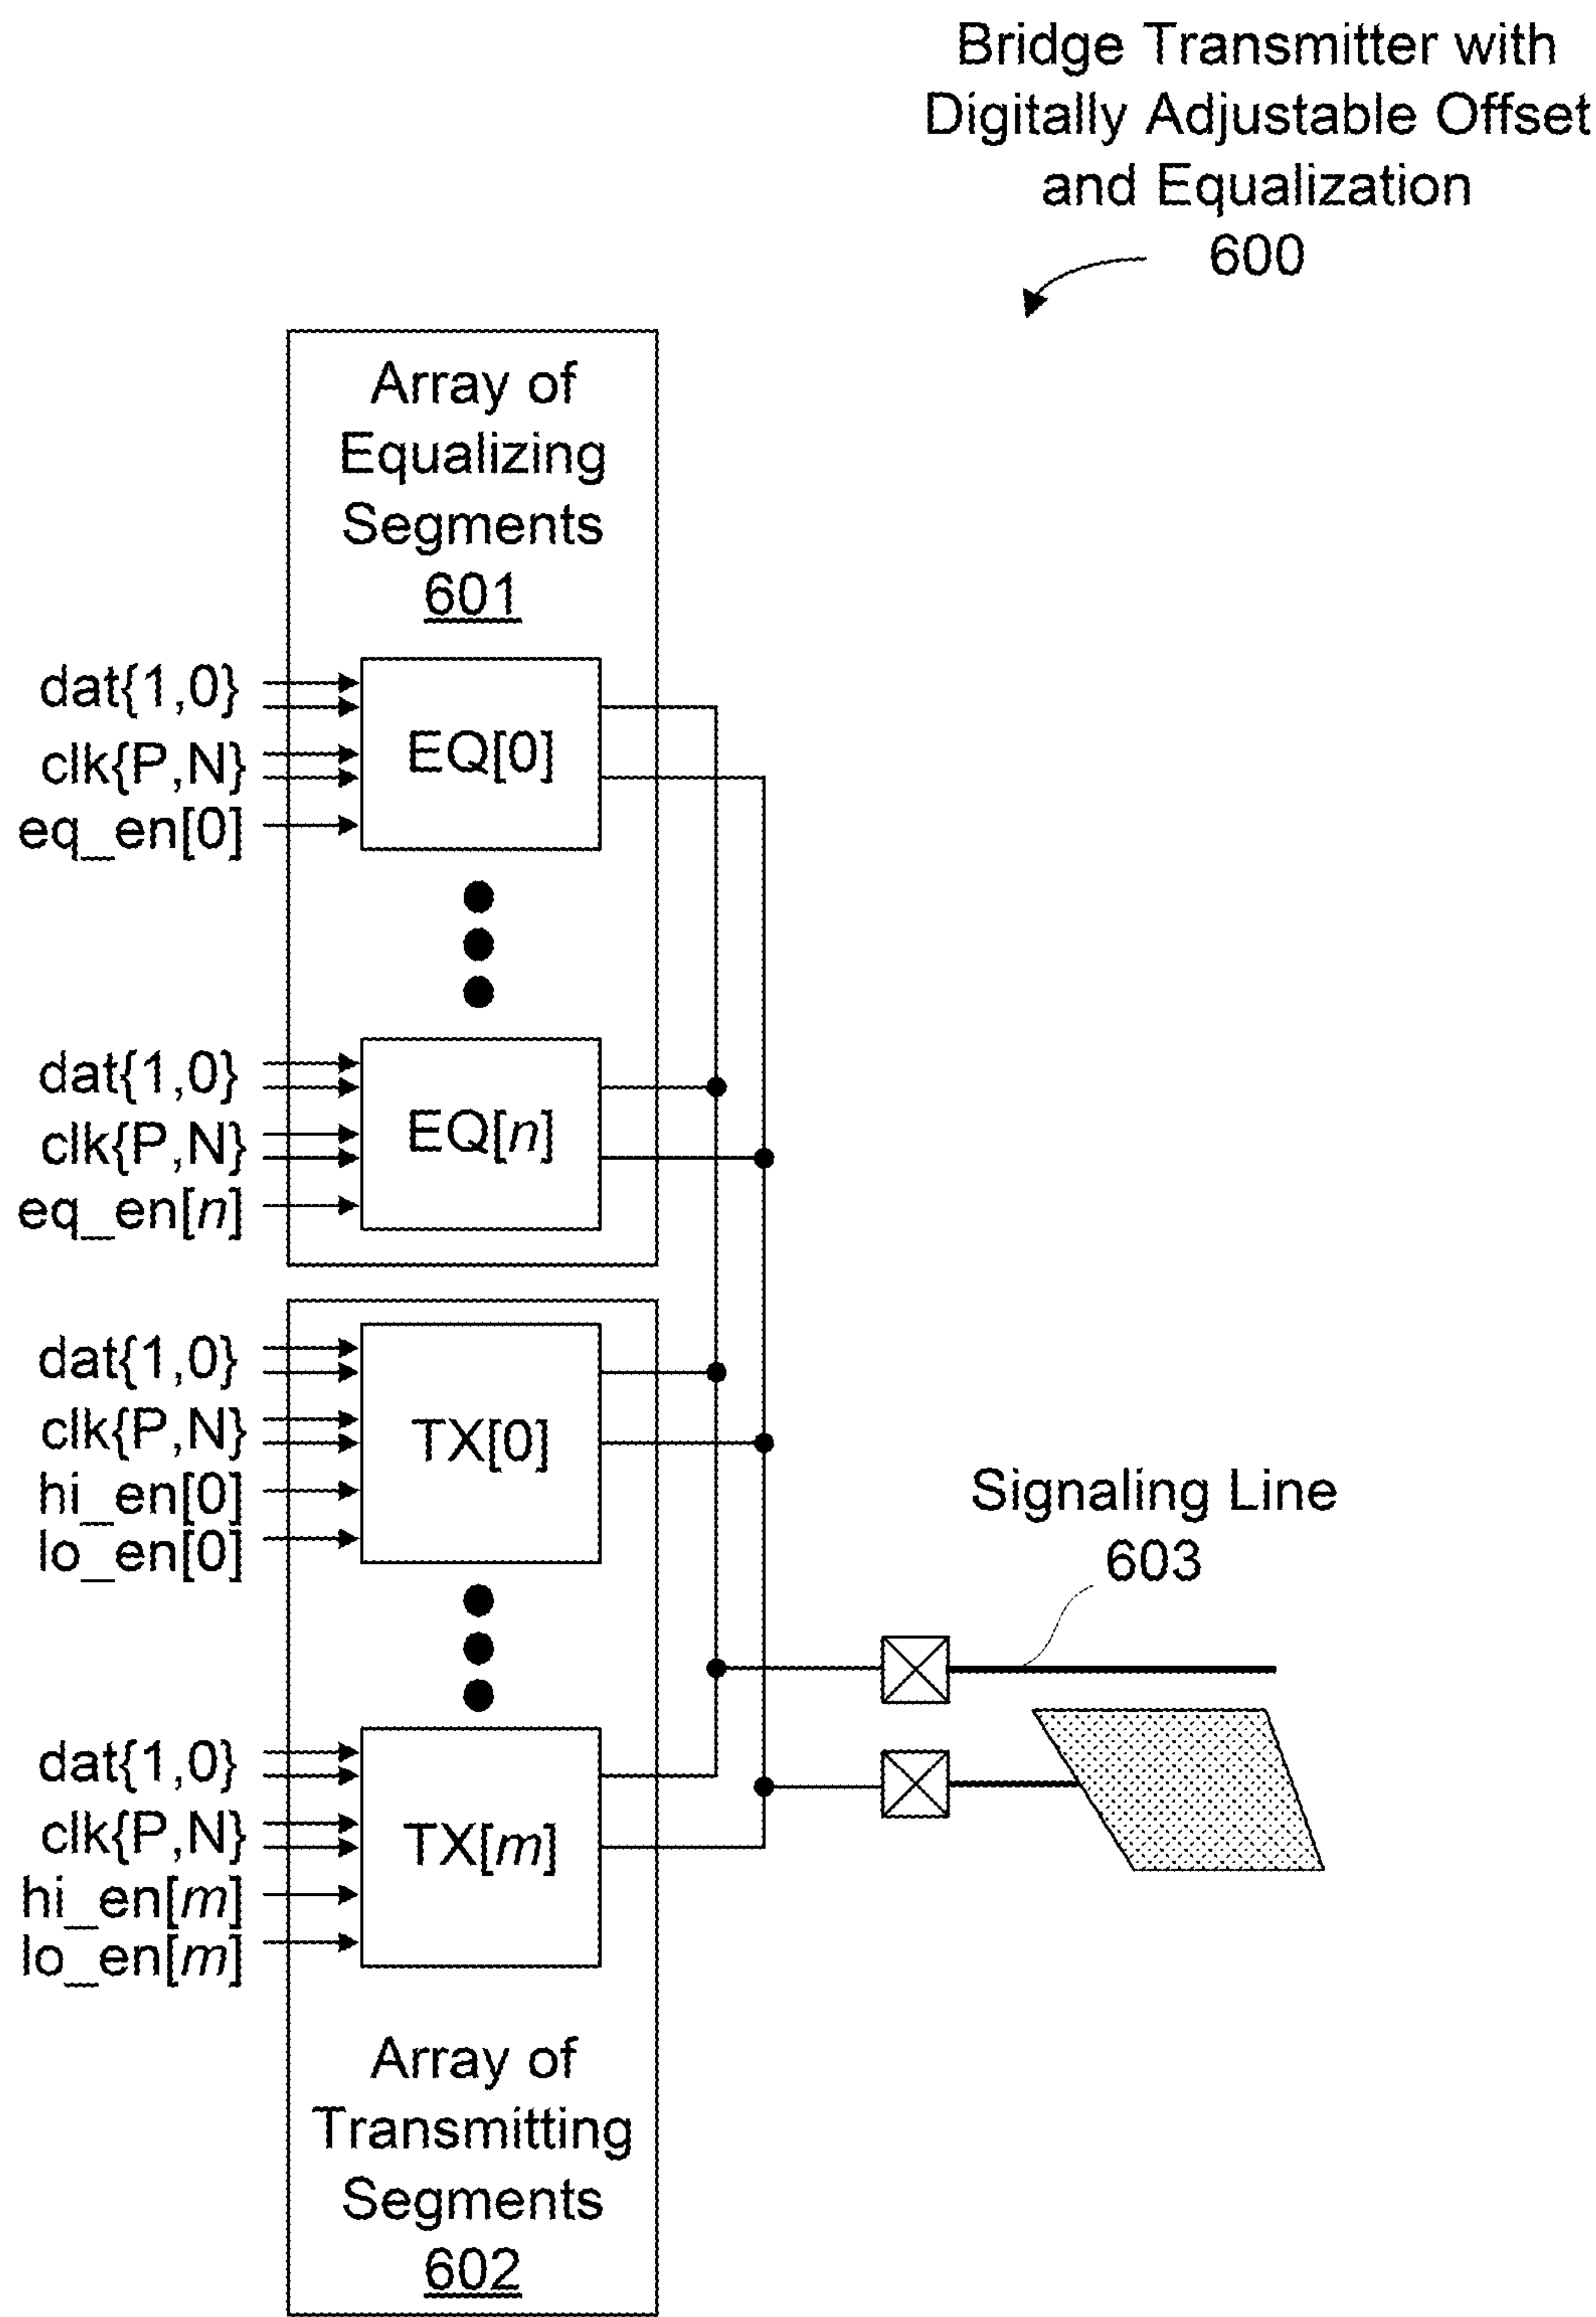 Bridge Transmitter with
Digitally Adjustable Offset
and Equalization
600
Array of
Equalizing
Segments
601
dat{1,0}
clk{P,N}
eq_en[0]
EQ[0]
dat{1,0}
clk{P,N}
eq_en[n]
EQ[n]
dat{1,0}
clk{P,N}
hi_en[0]
lo_en[0]
TX[0]
Signaling Line
603
dat{1,0}
clk{P,N}
hi_en[m]
lo_en[m]
TX[m]
Array of
Transmitting
Segments
602